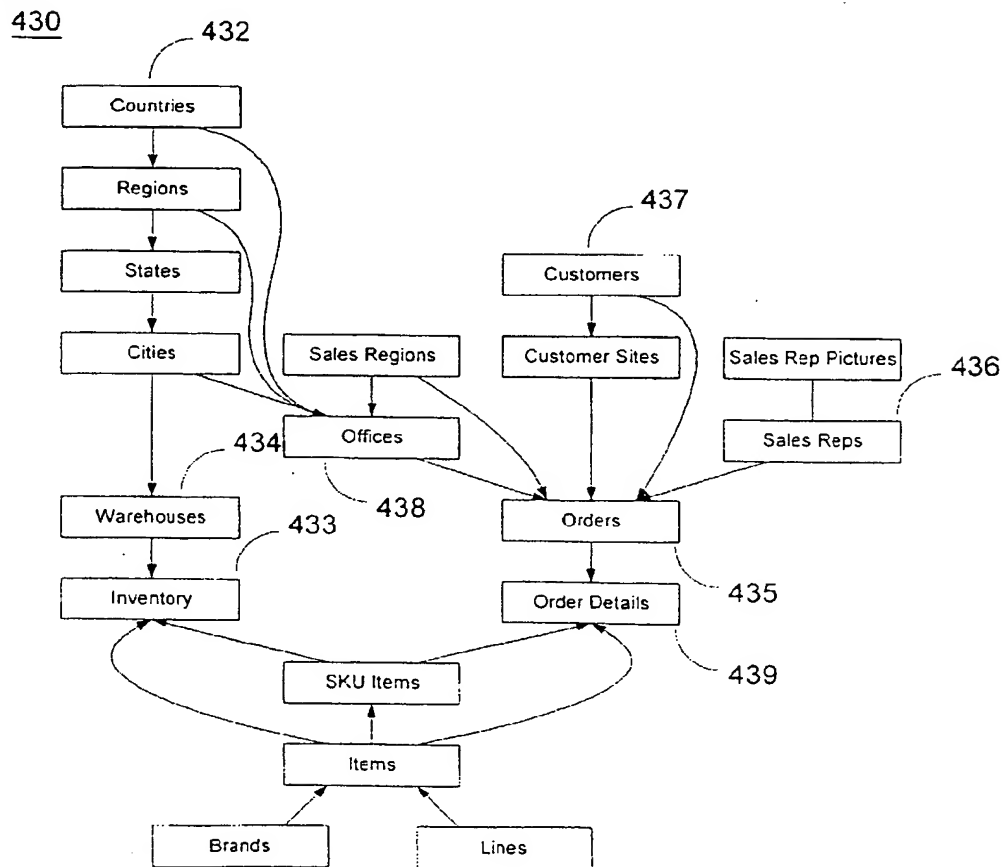 430
432
Countries
Regions
437
States
Customers
Cities
Sales Regions
Customer Sites
Sales Rep Pictures
436
434
Offices
Sales Reps
438
Warehouses
433
Orders
Inventory
435
Order Details
SKU Items
439
Items
Brands
Lines